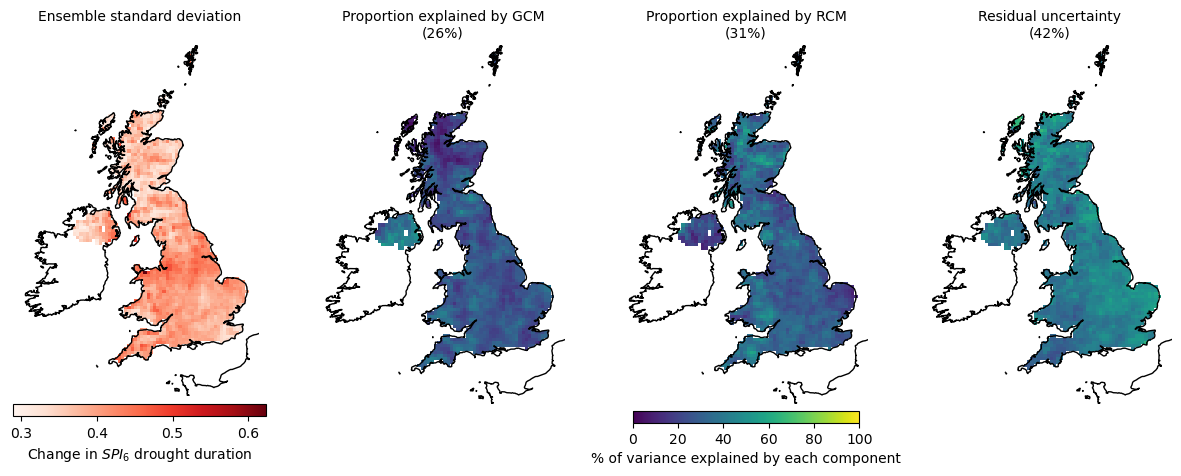 Ensemble standard deviation
Proportion explained by GCM
(26%)
Proportion explained by RCM
(31%)
Residual uncertainty
(42%)
0.3 0.4 0.5 0.6
Change in SPI6 drought duration
0 20 40 60 80 100
% of variance explained by each component